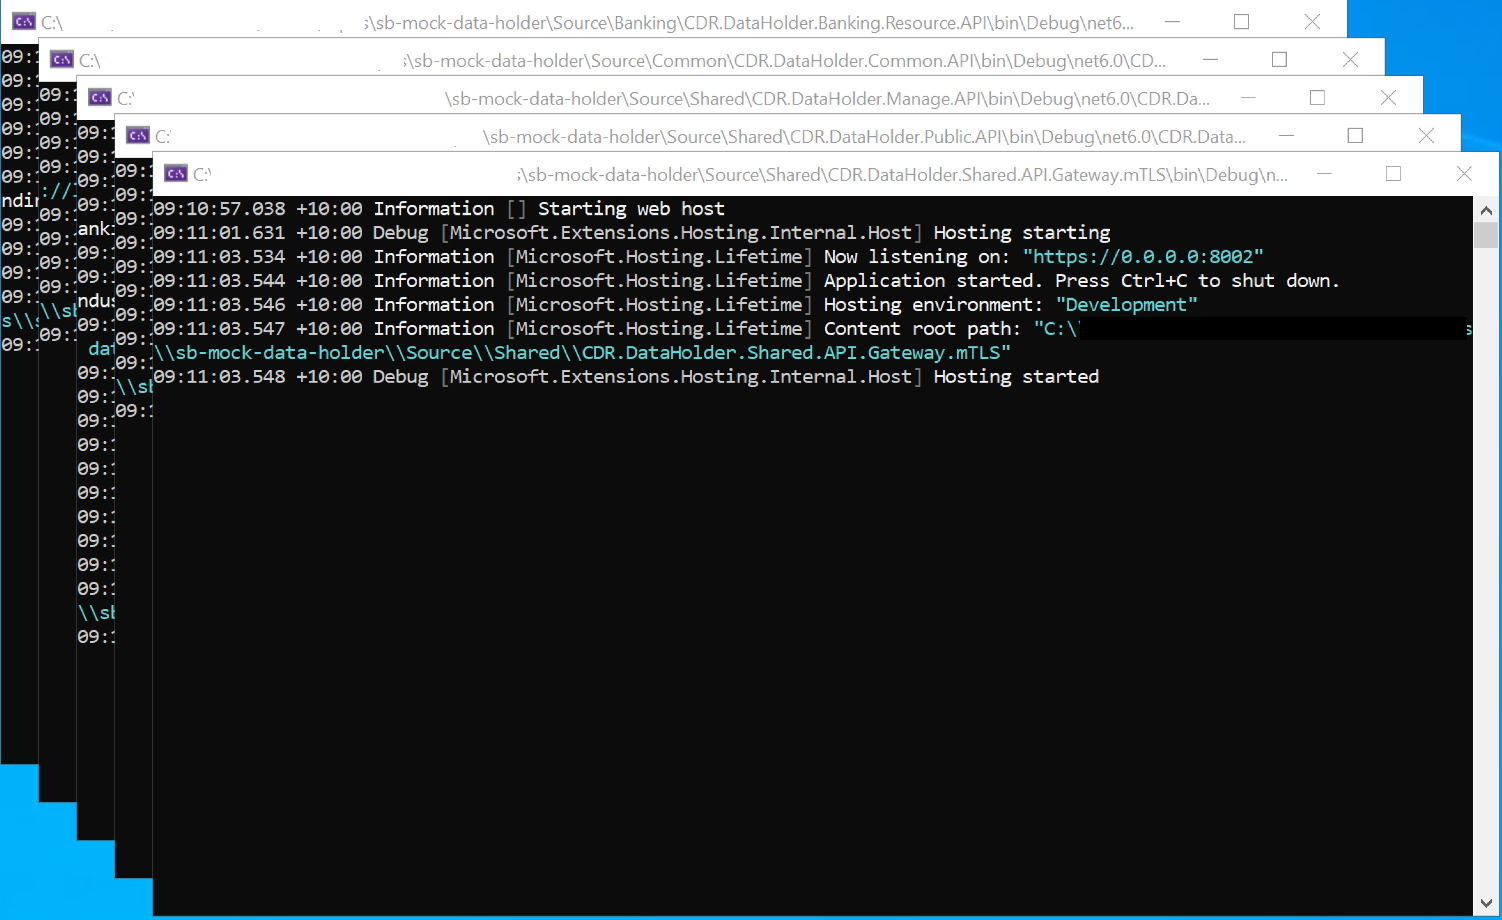 C:\ s\sb-mock-data-holder\Source\Banking\CDR.DataHolder.Banking.Resource.API\bin\Debug\net6...
C:\ s\sb-mock-data-holder\Source\Common\CDR.DataHolder.Common.API\bin\Debug\net6.0\CD...
C:\ \sb-mock-data-holder\Source\Shared\CDR.DataHolder.Manage.API\bin\Debug\net6.0\CDR.Da...
C:\ \sb-mock-data-holder\Source\Shared\CDR.DataHolder.Public.API\bin\Debug\net6.0\CDR.Data...
C:\ s\sb-mock-data-holder\Source\Shared\CDR.DataHolder.Shared.API.Gateway.mTLS\bin\Debug\n...
09:10:57.038 +10:00 Information [] Starting web host
09:11:01.631 +10:00 Debug [Microsoft.Extensions.Hosting.Internal.Host] Hosting starting
09:11:03.534 +10:00 Information [Microsoft.Hosting.Lifetime] Now listening on: "https://0.0.0.0:8002"
09:11:03.544 +10:00 Information [Microsoft.Hosting.Lifetime] Application started. Press Ctrl+C to shut down.
09:11:03.546 +10:00 Information [Microsoft.Hosting.Lifetime] Hosting environment: "Development"
09:11:03.547 +10:00 Information [Microsoft.Hosting.Lifetime] Content root path: "C:\\ s
\\sb-mock-data-holder\\Source\\Shared\\CDR.DataHolder.Shared.API.Gateway.mTLS"
09:11:03.548 +10:00 Debug [Microsoft.Extensions.Hosting.Internal.Host] Hosting started